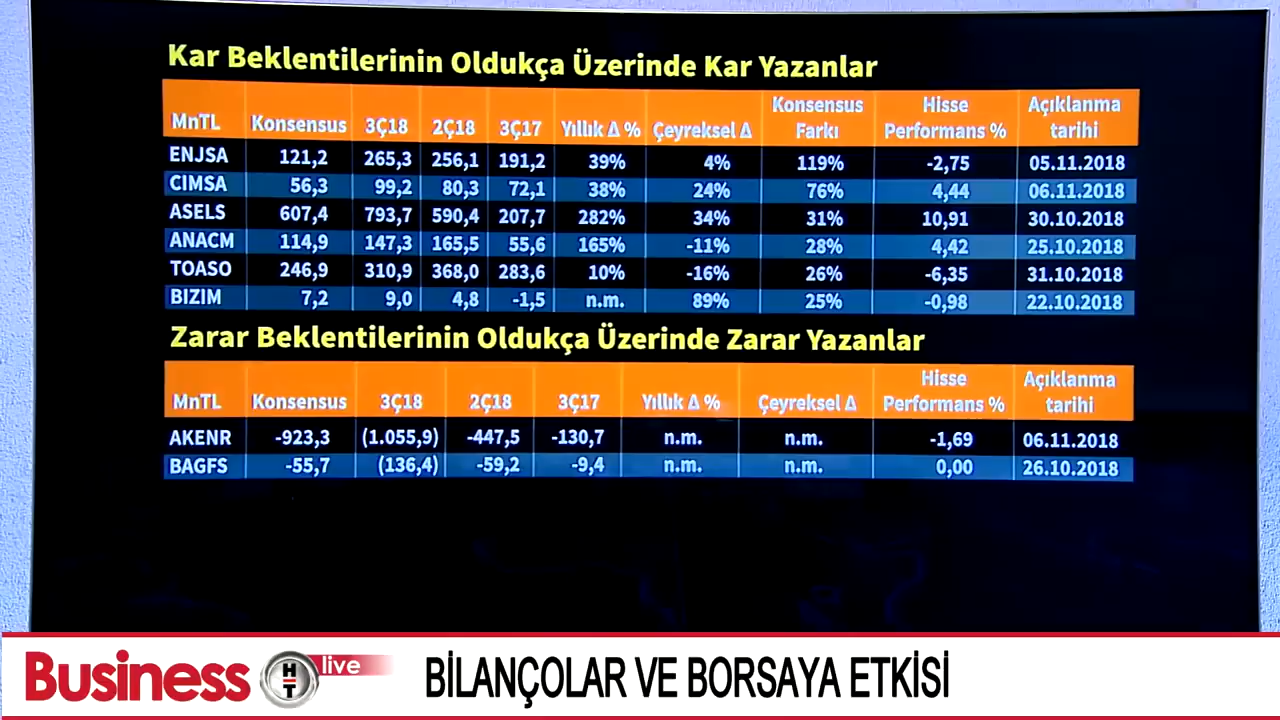 Kar Beklentilerinin Oldukça Üzerinde Kar Yazanlar
MnTL Konsensus 3Ç18 2Ç18 3Ç17 Yıllık Δ % Çeyreksel Δ Konsensus Farkı Hisse Performans % Açıklanma tarihi
ENJSA 121,2 265,3 256,1 191,2 39% 4% 119% -2,75 05.11.2018
CIMSA 56,3 99,2 80,3 72,1 38% 24% 76% 4,44 06.11.2018
ASELS 607,4 793,7 590,4 207,7 282% 34% 31% 10,91 30.10.2018
ANACM 114,9 147,3 165,5 55,6 165% -11% 28% 4,42 25.10.2018
TOASO 246,9 310,9 368,0 283,6 10% -16% 26% -6,35 31.10.2018
BIZIM 7,2 9,0 4,8 -1,5 n.m. 89% 25% -0,98 22.10.2018
Zarar Beklentilerinin Oldukça Üzerinde Zarar Yazanlar
MnTL Konsensus 3Ç18 2Ç18 3Ç17 Yıllık Δ % Çeyreksel Δ Hisse Performans % Açıklanma tarihi
AKENR -923,3 (1.055,9) -447,5 -130,7 n.m. n.m. -1,69 06.11.2018
BAGFS -55,7 (136,4) -59,2 -9,4 n.m. n.m. 0,00 26.10.2018
Business HT live
BİLANÇOLAR VE BORSAYA ETKİSİ